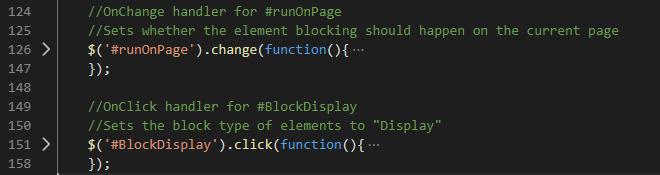 124 //OnChange handler for #runOnPage
125 //Sets whether the element blocking should happen on the current page
126 $('#runOnPage').change(function(){…
147 });
148
149 //OnClick handler for #BlockDisplay
150 //Sets the block type of elements to "Display"
151 $('#BlockDisplay').click(function(){…
158 });